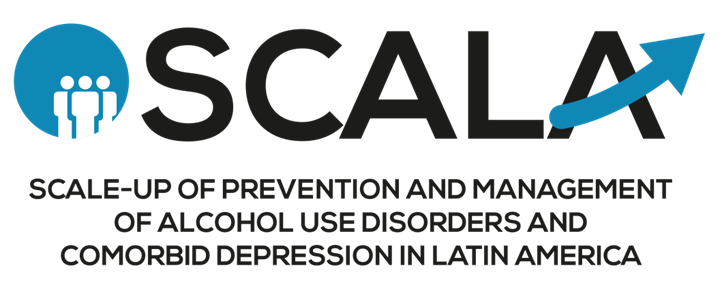 SCALA
SCALE-UP OF PREVENTION AND MANAGEMENT
OF ALCOHOL USE DISORDERS AND
COMORBID DEPRESSION IN LATIN AMERICA